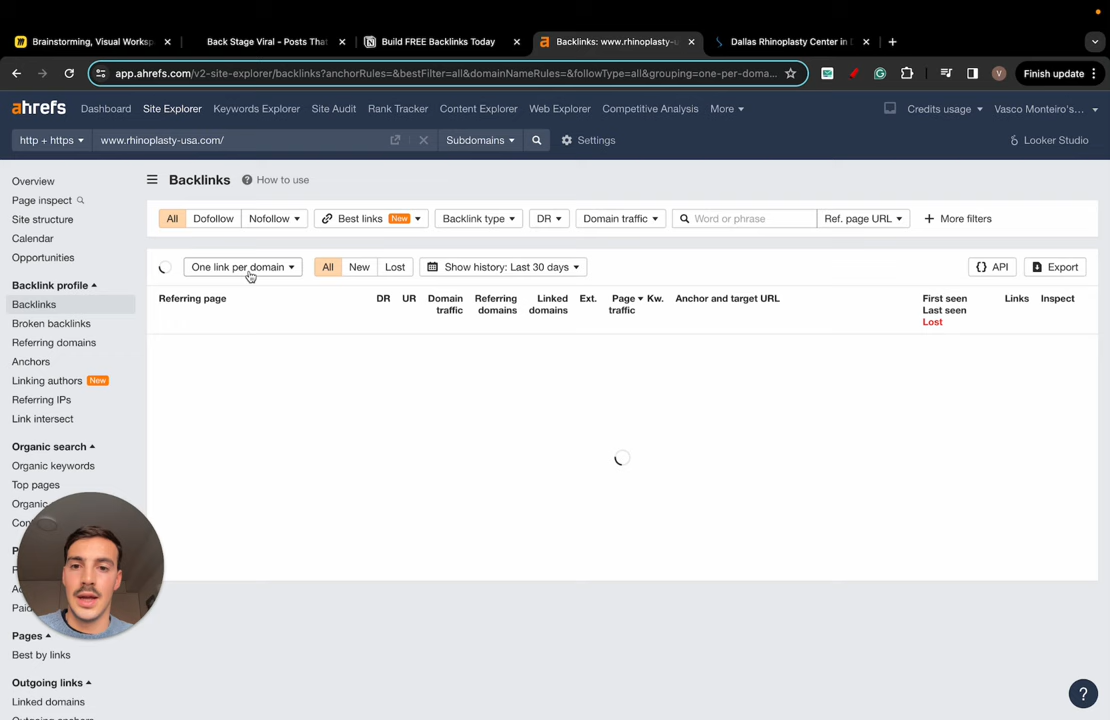 Brainstorming, Visual Worksp
Back Stage Viral - Posts That
Build FREE Backlinks Today
Backlinks: www.rhinoplasty-u
Dallas Rhinoplasty Center in D
app.ahrefs.com/v2-site-explorer/backlinks?anchorRules=&bestFilter=all&domainNameRules=&followType=all&grouping=one-per-doma...
V
Finish update
ahrefs
Dashboard
Site Explorer
Keywords Explorer
Site Audit
Rank Tracker
Content Explorer
Web Explorer
Competitive Analysis
More
Credits usage
Vasco Monteiro's...
http + https
www.rhinoplasty-usa.com/
Subdomains
Settings
Looker Studio
Overview
Page inspect
Site structure
Calendar
Opportunities
Backlink profile
Backlinks
Broken backlinks
Referring domains
Anchors
Linking authors New
Referring IPs
Link intersect
Organic search
Organic keywords
Top pages
Organic
Pages
Best by links
Outgoing links
Linked domains
Outgoing anchors
Backlinks
How to use
All
Dofollow
Nofollow
Best links New
Backlink type
DR
Domain traffic
Word or phrase
Ref. page URL
More filters
One link per domain
All
New
Lost
Show history: Last 30 days
API
Export
Referring page
DR
UR
Domain
traffic
Referring
domains
Linked
domains
Ext.
Page
traffic
Kw.
Anchor and target URL
First seen
Last seen
Lost
Links
Inspect
?